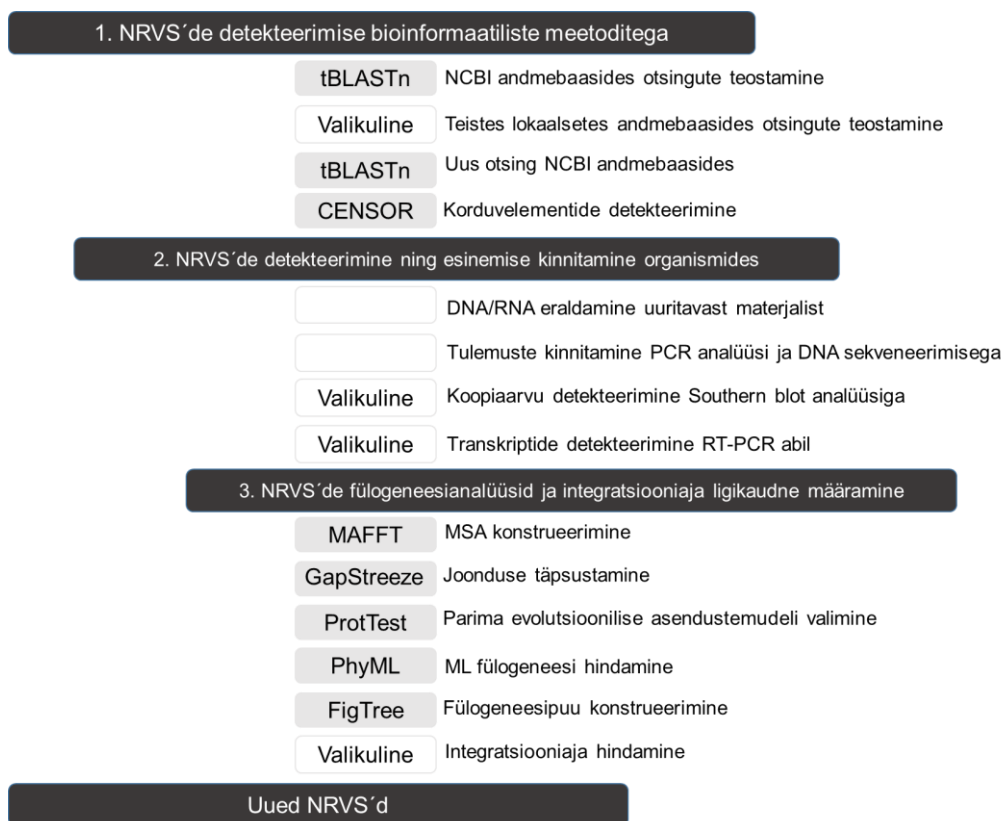 1. NRVS´de detekteerimise bioinformaatiliste meetoditega
tBLASTn NCBI andmebaasides otsingute teostamine
Valikuline Teistes lokaalsetes andmebaasides otsingute teostamine
tBLASTn Uus otsing NCBI andmebaasides
CENSOR Korduvelementide detekteerimine
2. NRVS´de detekteerimine ning esinemise kinnitamine organismides
DNA/RNA eraldamine uuritavast materjalist
Tulemuste kinnitamine PCR analüüsi ja DNA sekveneerimisega
Valikuline Koopiaarvu detekteerimine Southern blot analüüsiga
Valikuline Transkriptide detekteerimine RT-PCR abil
3. NRVS´de fülogeneesianalüüsid ja integratsiooniaja ligikaudne määramine
MAFFT MSA konstrueerimine
GapStreeze Joonduse täpsustamine
ProtTest Parima evolutsioonilise asendustemudeli valimine
PhyML ML fülogeneesi hindamine
FigTree Fülogeneesipuu konstrueerimine
Valikuline Integratsiooniaja hindamine
Uued NRVS´d